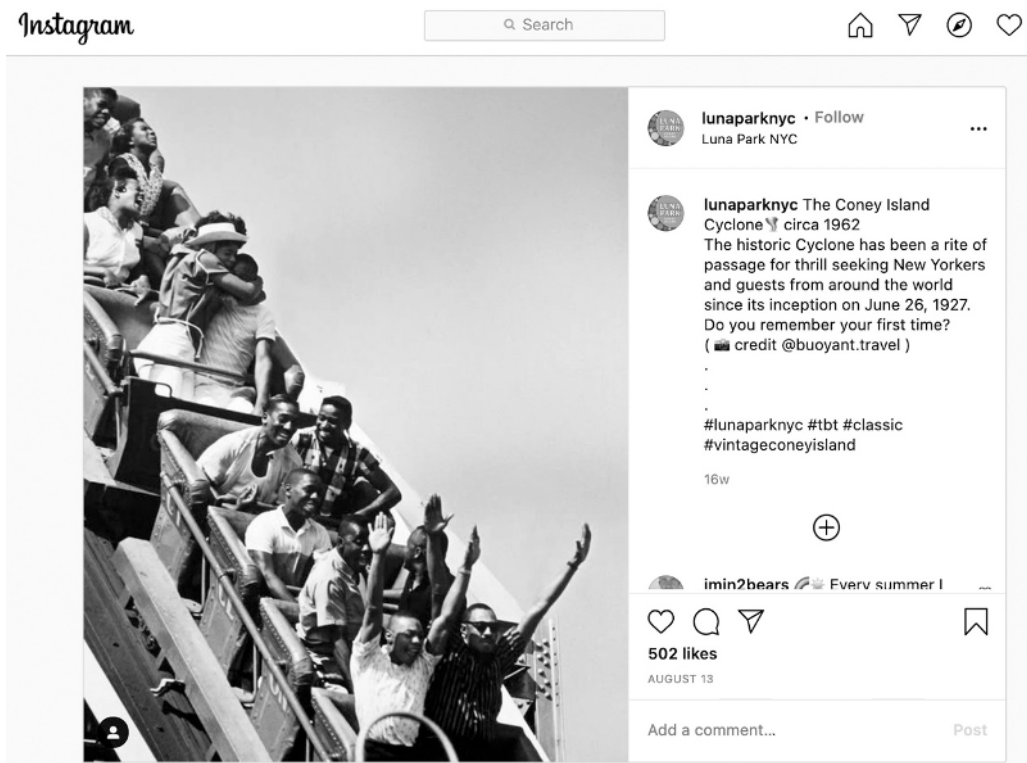 Instagram
Search
lunaparknyc • Follow
Luna Park NYC
...
LUNA PARK
lunaparknyc The Coney Island
Cyclone🌪 circa 1962
The historic Cyclone has been a rite of
passage for thrill seeking New Yorkers
and guests from around the world
since its inception on June 26, 1927.
Do you remember your first time?
( 📸 credit @buoyant.travel )
.
.
.
#lunaparknyc #tbt #classic
#vintageconeyisland
16w
imin2bears 🌈☀️ Every summer I
502 likes
AUGUST 13
Add a comment...
Post